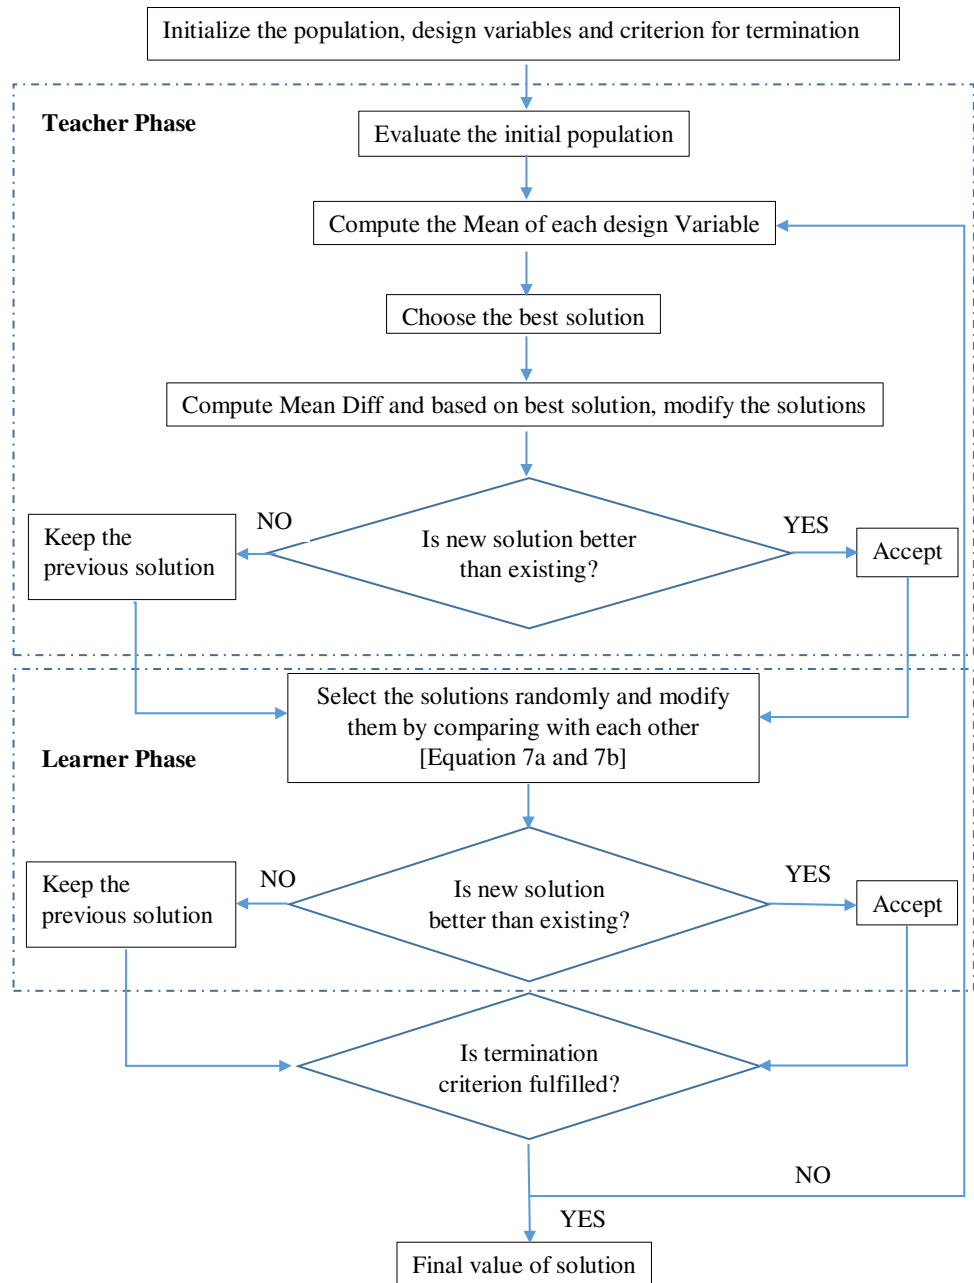 Initialize the population, design variables and criterion for termination
Teacher Phase
Evaluate the initial population
Compute the Mean of each design Variable
Choose the best solution
Compute Mean Diff and based on best solution, modify the solutions
NO
YES
Keep the
previous solution
Is new solution better
than existing?
Accept
Select the solutions randomly and modify
them by comparing with each other
[Equation 7a and 7b]
Learner Phase
NO
YES
Keep the
previous solution
Is new solution
better than existing?
Accept
Is termination
criterion fulfilled?
NO
YES
Final value of solution